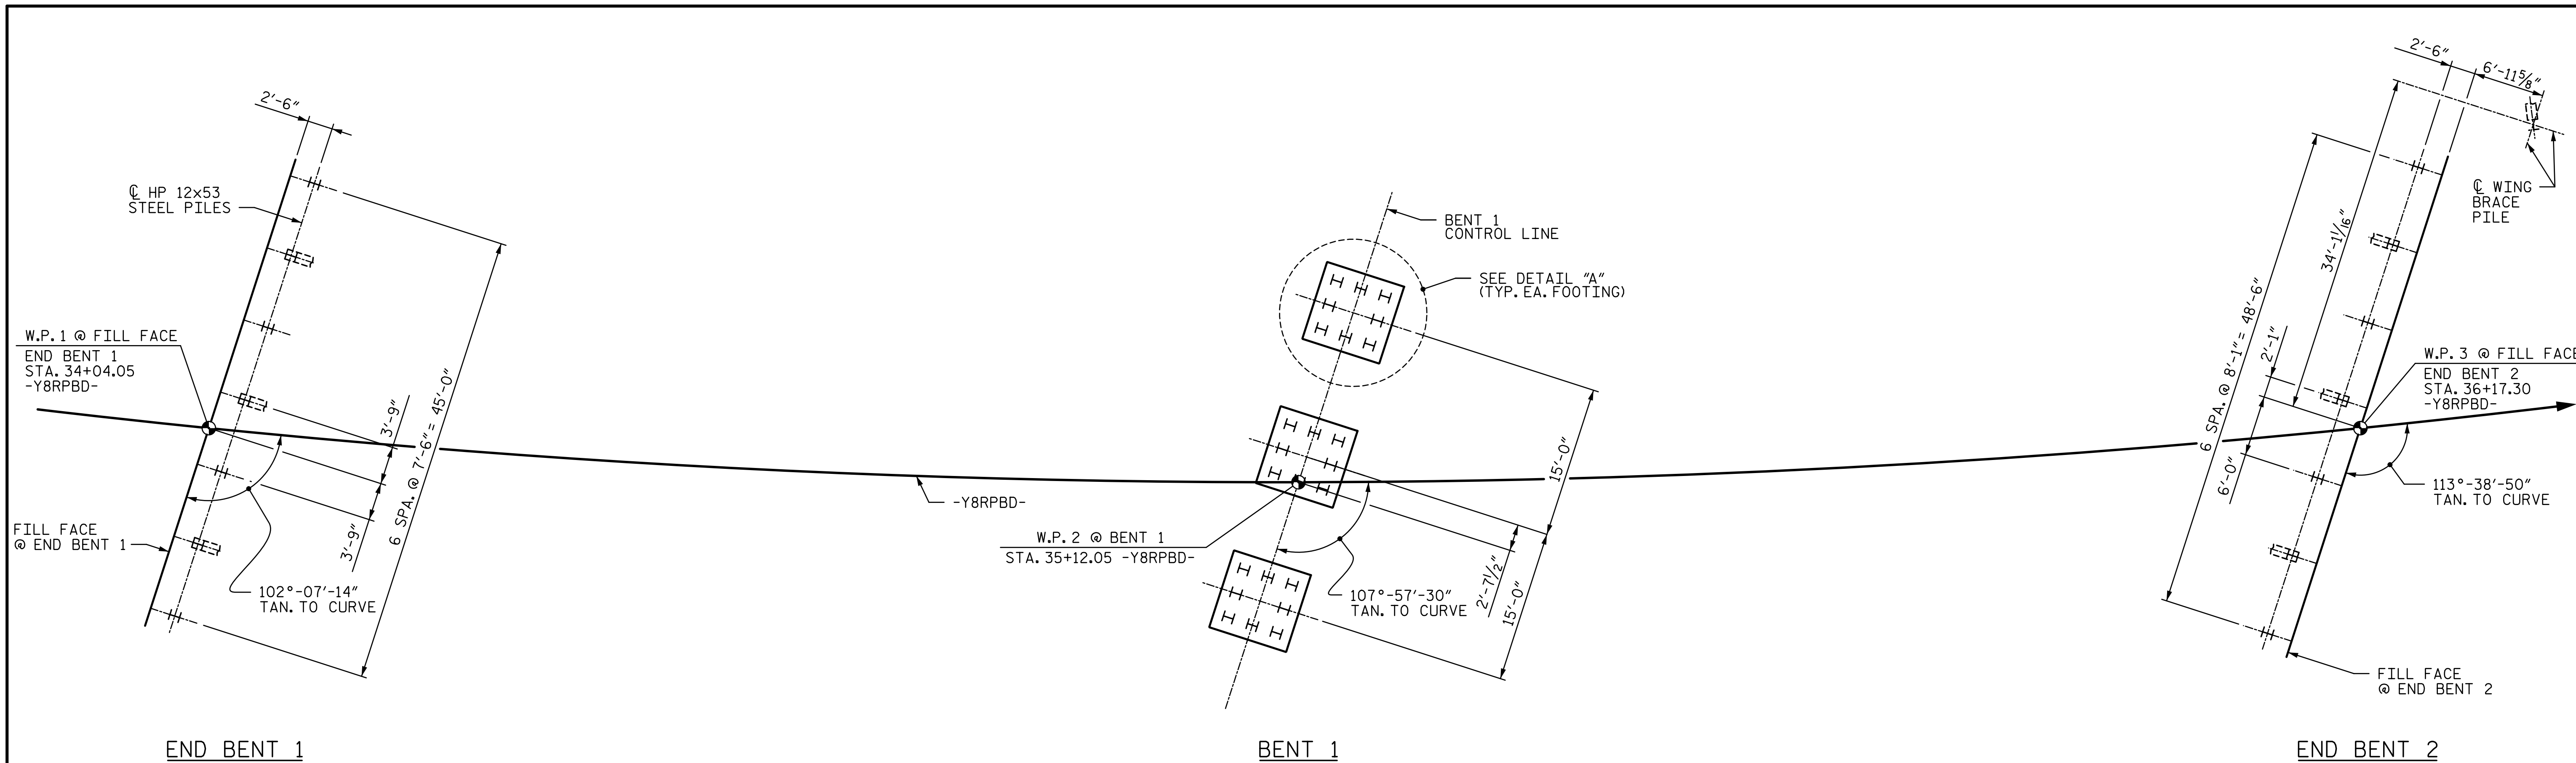 2'-6"
℄ HP 12x53
STEEL PILES
W.P. 1 @ FILL FACE
END BENT 1
STA. 34+04.05
-Y8RPBD-
FILL FACE
@ END BENT 1
3'-9"
3'-9"
6 SPA. @ 7'-6" = 45'-0"
102°-07'-14"
TAN. TO CURVE
END BENT 1
-Y8RPBD-
BENT 1
CONTROL LINE
SEE DETAIL "A"
(TYP. EA. FOOTING)
W.P. 2 @ BENT 1
STA. 35+12.05 -Y8RPBD-
15'-0"
2'-7 1/2"
15'-0"
107°-57'-30"
TAN. TO CURVE
BENT 1
2'-6"
6'-11 5/8"
℄ WING
BRACE
PILE
34'-1 1/16"
6 SPA. @ 8'-1" = 48'-6"
2'-1"
6'-0"
W.P. 3 @ FILL FACE
END BENT 2
STA. 36+17.30
-Y8RPBD-
113°-38'-50"
TAN. TO CURVE
FILL FACE
@ END BENT 2
END BENT 2